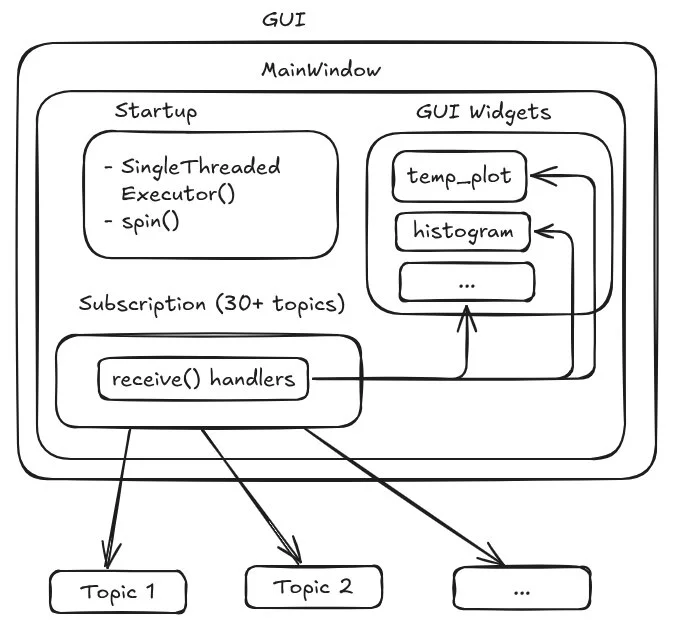 GUI
MainWindow
Startup
- SingleThreaded
Executor()
- spin()
GUI Widgets
temp_plot
histogram
...
Subscription (30+ topics)
receive() handlers
Topic 1
Topic 2
...